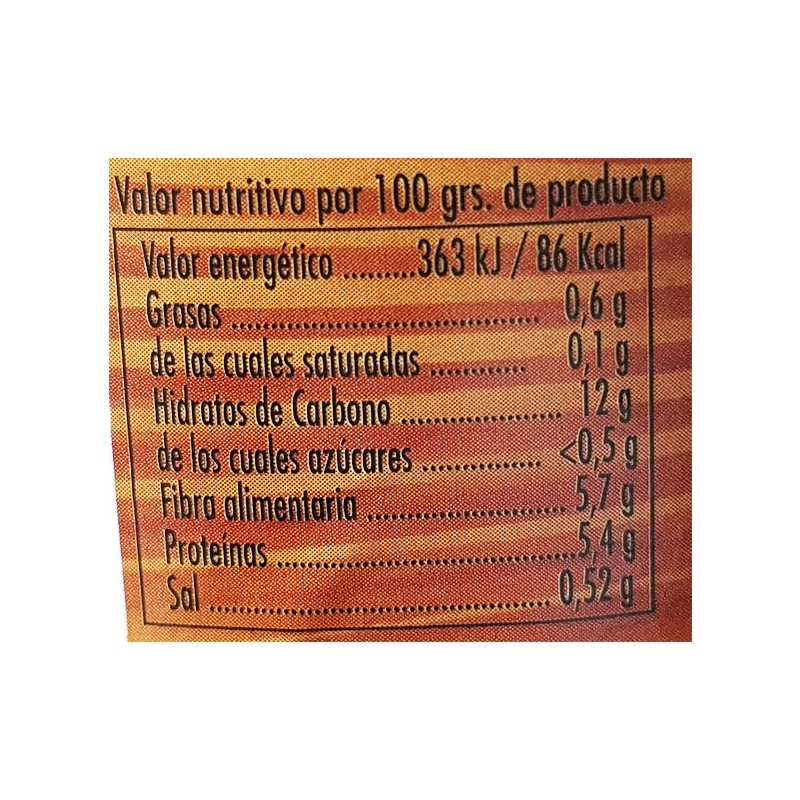 Valor nutritivo por 100 grs. de producto
Valor energético .........363 kJ / 86 Kcal
Grasas ...................................... 0,6 g
de las cuales saturadas ............ 0,1 g
Hidratos de Carbono .................... 12 g
de los cuales azúcares ............... <0,5 g
Fibra alimentaria ......................... 5,7 g
Proteínas ......................................5,4 g
Sal ........................................... 0,52 g